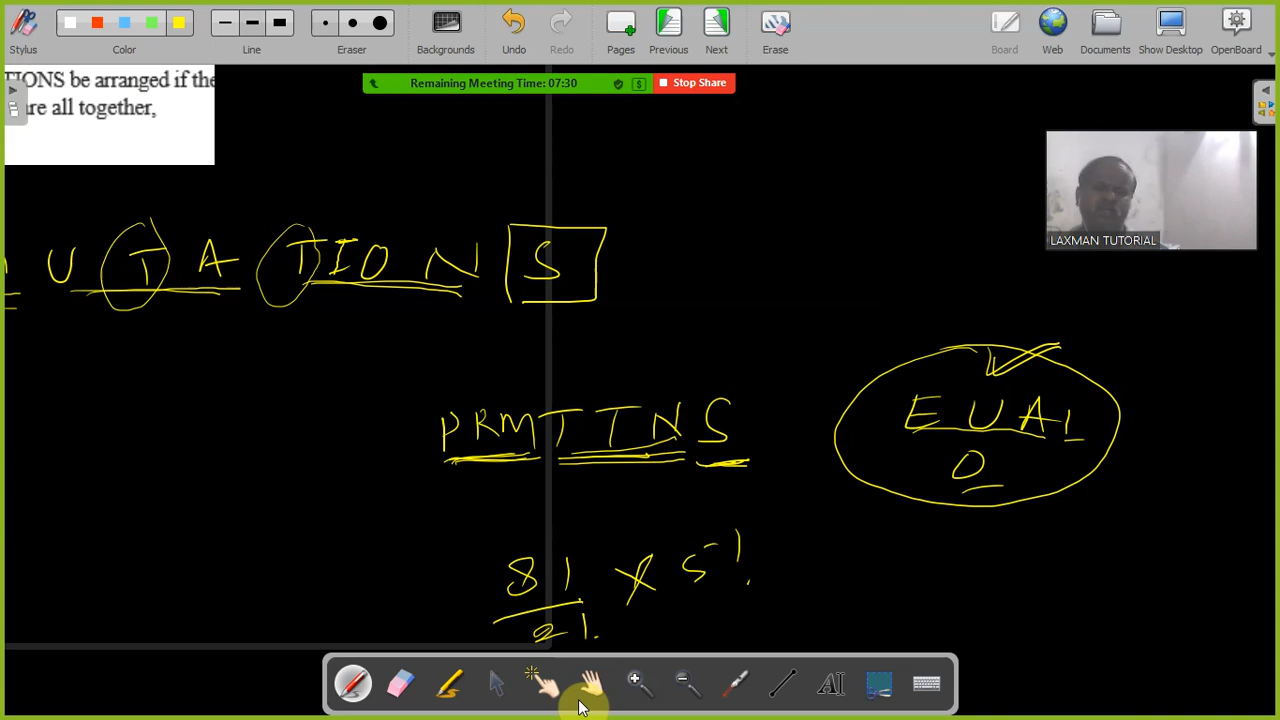 Stylus
Color
Line
Eraser
Backgrounds
Undo
Redo
Pages
Previous
Next
Erase
Board
Web
Documents
Show Desktop
OpenBoard
TIONS be arranged if the
are all together,
Remaining Meeting Time: 07:30
Stop Share
LAXMAN TUTORIAL
U T A T I O N S
P R M T T N S
E U A I
O
8! × 5!
2!
AI